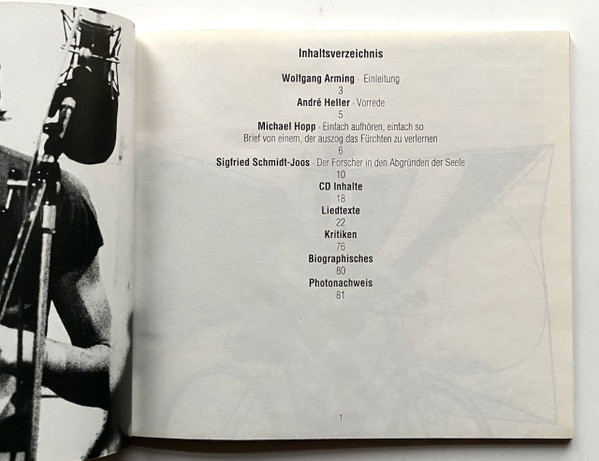 Inhaltsverzeichnis
Wolfgang Arming · Einleitung
3
André Heller · Vorrede
5
Michael Hopp · Einfach aufhören, einfach so
Brief von einem, der auszog das Fürchten zu verlernen
6
Sigfried Schmidt-Joos · Der Forscher in den Abgründen der Seele
10
CD Inhalte
18
Liedtexte
22
Kritiken
76
Biographisches
80
Photonachweis
81
1